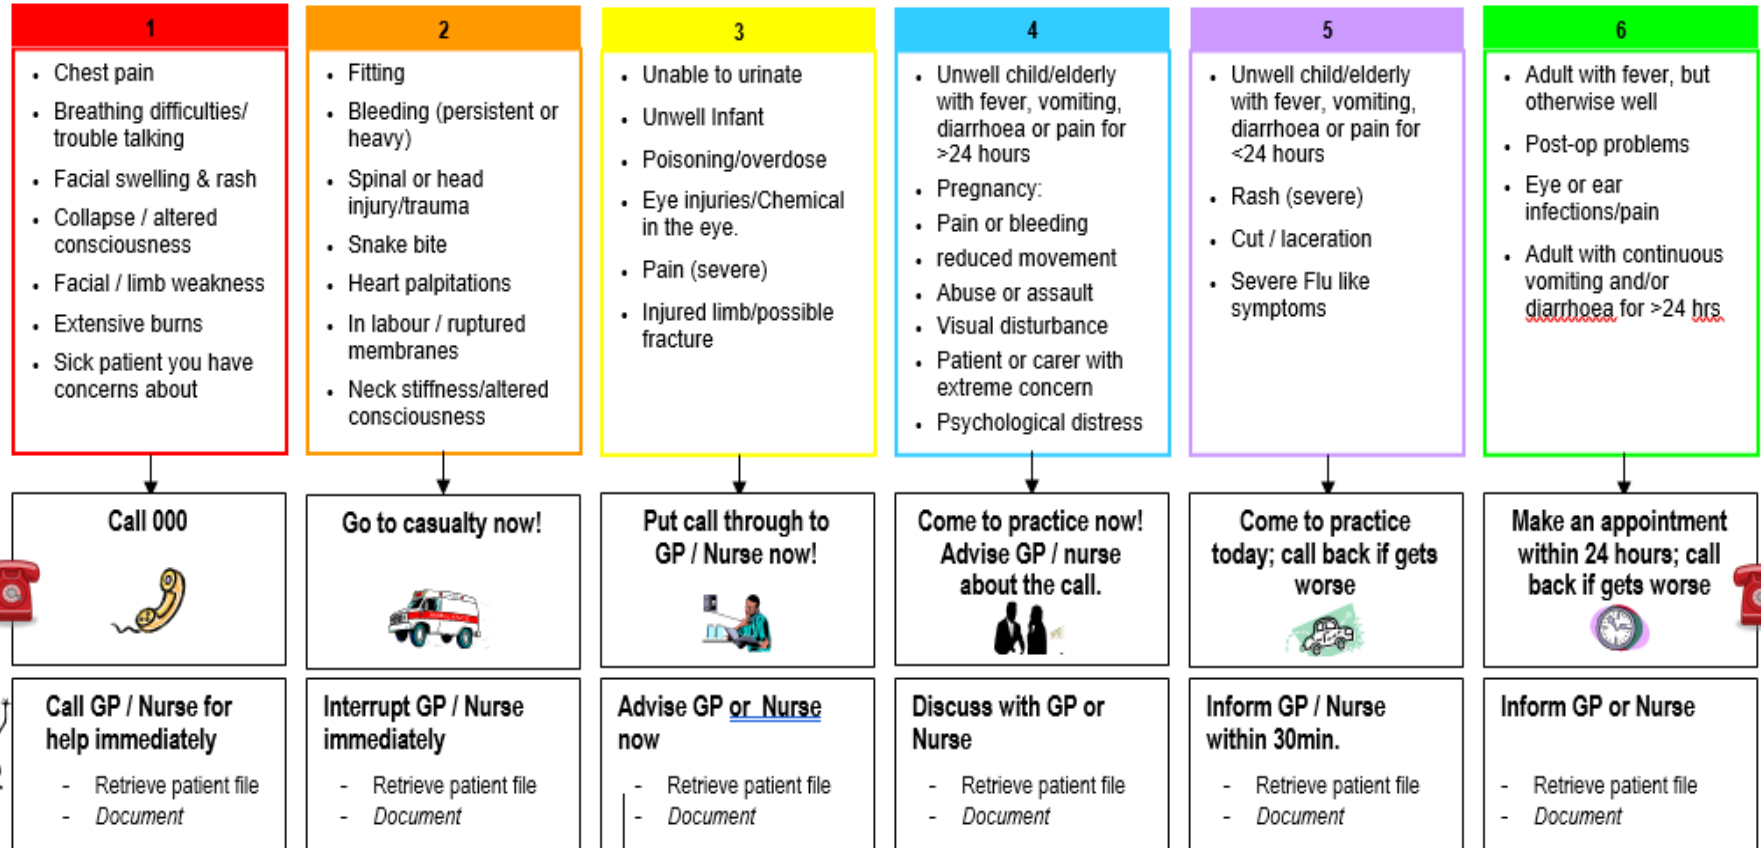 1
Chest pain
Breathing difficulties/
trouble talking
Facial swelling & rash
Collapse / altered
consciousness
Facial / limb weakness
Extensive burns
Sick patient you have
concerns about
Call 000
Call GP / Nurse for
help immediately
- Retrieve patient file
- Document
2
Fitting
Bleeding (persistent or
heavy)
Spinal or head
injury/trauma
Snake bite
Heart palpitations
In labour / ruptured
membranes
Neck stiffness/altered
consciousness
Go to casualty now!
Interrupt GP / Nurse
immediately
- Retrieve patient file
- Document
3
Unable to urinate
Unwell Infant
Poisoning/overdose
Eye injuries/Chemical
in the eye.
Pain (severe)
Injured limb/possible
fracture
Put call through to
GP / Nurse now!
Advise GP or Nurse
now
- Retrieve patient file
- Document
4
Unwell child/elderly
with fever, vomiting,
diarrhoea or pain for
>24 hours
Pregnancy:
Pain or bleeding
reduced movement
Abuse or assault
Visual disturbance
Patient or carer with
extreme concern
Psychological distress
Come to practice now!
Advise GP / nurse
about the call.
Discuss with GP or
Nurse
- Retrieve patient file
- Document
5
Unwell child/elderly
with fever, vomiting,
diarrhoea or pain for
<24 hours
Rash (severe)
Cut / laceration
Severe Flu like
symptoms
Come to practice
today; call back if gets
worse
Inform GP / Nurse
within 30min.
- Retrieve patient file
- Document
6
Adult with fever, but
otherwise well
Post-op problems
Eye or ear
infections/pain
Adult with continuous
vomiting and/or
diarrhoea for >24 hrs
Make an appointment
within 24 hours; call
back if gets worse
Inform GP or Nurse
- Retrieve patient file
- Document